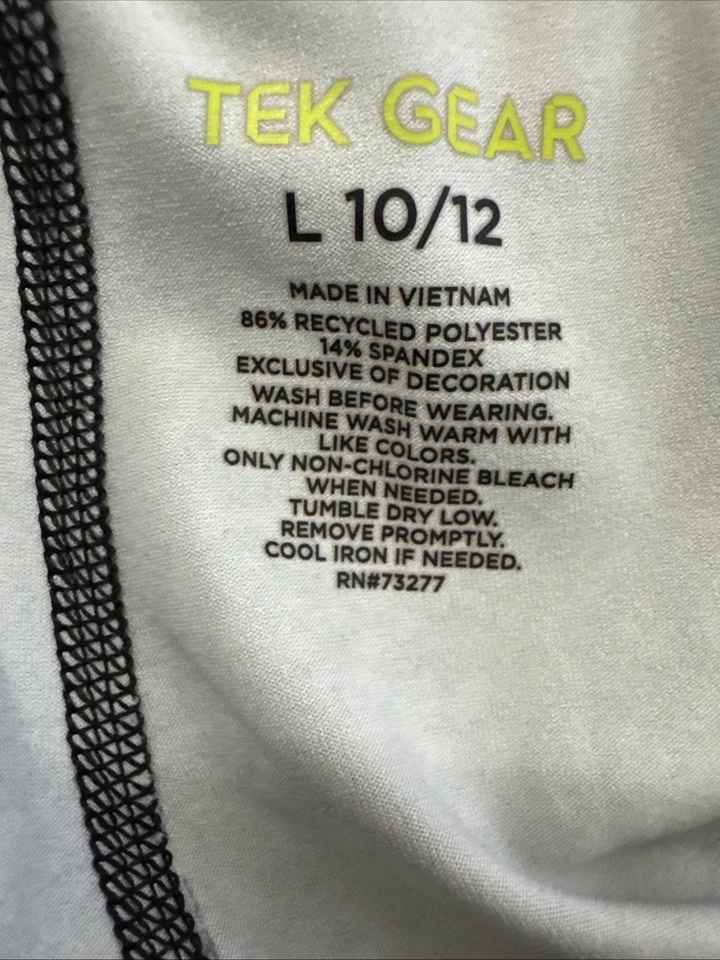 TEK GEAR
L 10/12
MADE IN VIETNAM
86% RECYCLED POLYESTER
14% SPANDEX
EXCLUSIVE OF DECORATION
WASH BEFORE WEARING.
MACHINE WASH WARM WITH
LIKE COLORS.
ONLY NON-CHLORINE BLEACH
WHEN NEEDED.
TUMBLE DRY LOW.
REMOVE PROMPTLY.
COOL IRON IF NEEDED.
RN#73277